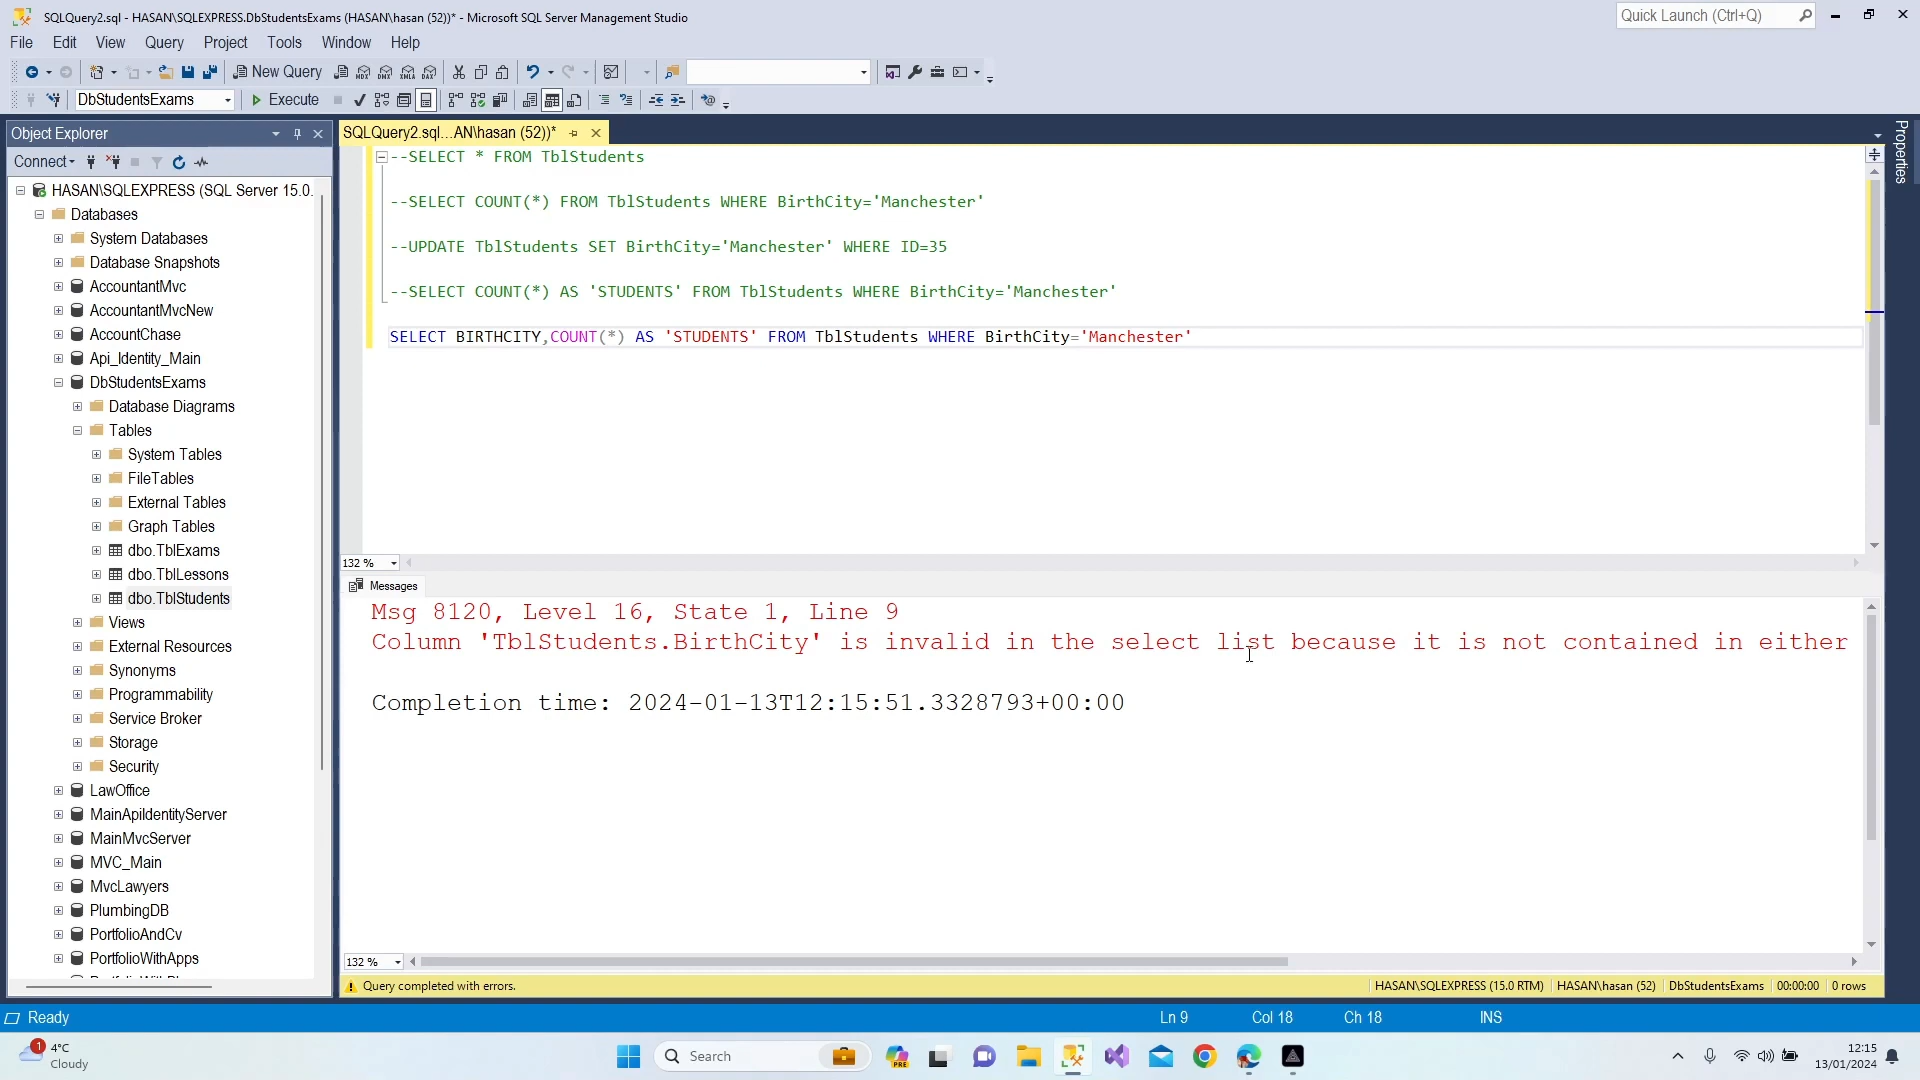 SQLQuery2.sql - HASAN\SQLEXPRESS.DbStudentsExams (HASAN\hasan (52))* - Microsoft SQL Server Management Studio
Quick Launch (Ctrl+Q)
File Edit View Query Project Tools Window Help
New Query
DbStudentsExams
Execute
Object Explorer
Connect
HASAN\SQLEXPRESS (SQL Server 15.0.
Databases
System Databases
Database Snapshots
AccountantMvc
AccountantMvcNew
AccountChase
Api_Identity_Main
DbStudentsExams
Database Diagrams
Tables
System Tables
FileTables
External Tables
Graph Tables
dbo.TblExams
dbo.TblLessons
dbo.TblStudents
Views
External Resources
Synonyms
Programmability
Service Broker
Storage
Security
LawOffice
MainApiIdentityServer
MainMvcServer
MVC_Main
MvcLawyers
PlumbingDB
PortfolioAndCv
PortfolioWithApps
SQLQuery2.sql...AN\hasan (52))*
--SELECT * FROM TblStudents
--SELECT COUNT(*) FROM TblStudents WHERE BirthCity='Manchester'
--UPDATE TblStudents SET BirthCity='Manchester' WHERE ID=35
--SELECT COUNT(*) AS 'STUDENTS' FROM TblStudents WHERE BirthCity='Manchester'
SELECT BIRTHCITY,COUNT(*) AS 'STUDENTS' FROM TblStudents WHERE BirthCity='Manchester'
132 %
Messages
Msg 8120, Level 16, State 1, Line 9
Column 'TblStudents.BirthCity' is invalid in the select list because it is not contained in either
Completion time: 2024-01-13T12:15:51.3328793+00:00
132 %
Query completed with errors.
HASAN\SQLEXPRESS (15.0 RTM) HASAN\hasan (52) DbStudentsExams 00:00:00 0 rows
Properties
Ready
Ln 9 Col 18 Ch 18 INS
1
4°C
Cloudy
Search
PRE
12:15
13/01/2024